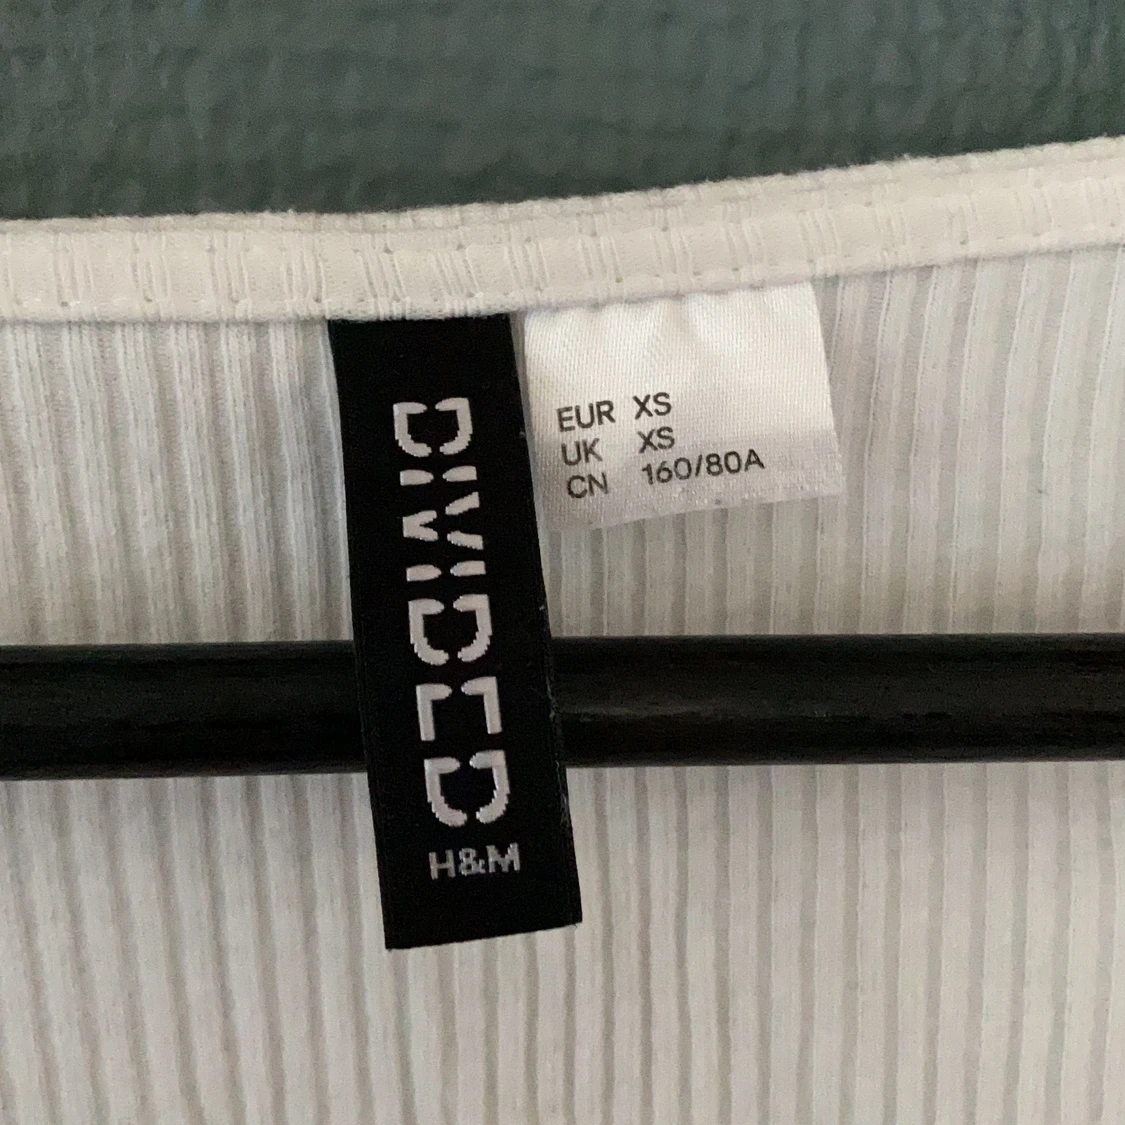 DIVIDED
H&M
EUR XS
UK XS
CN 160/80A